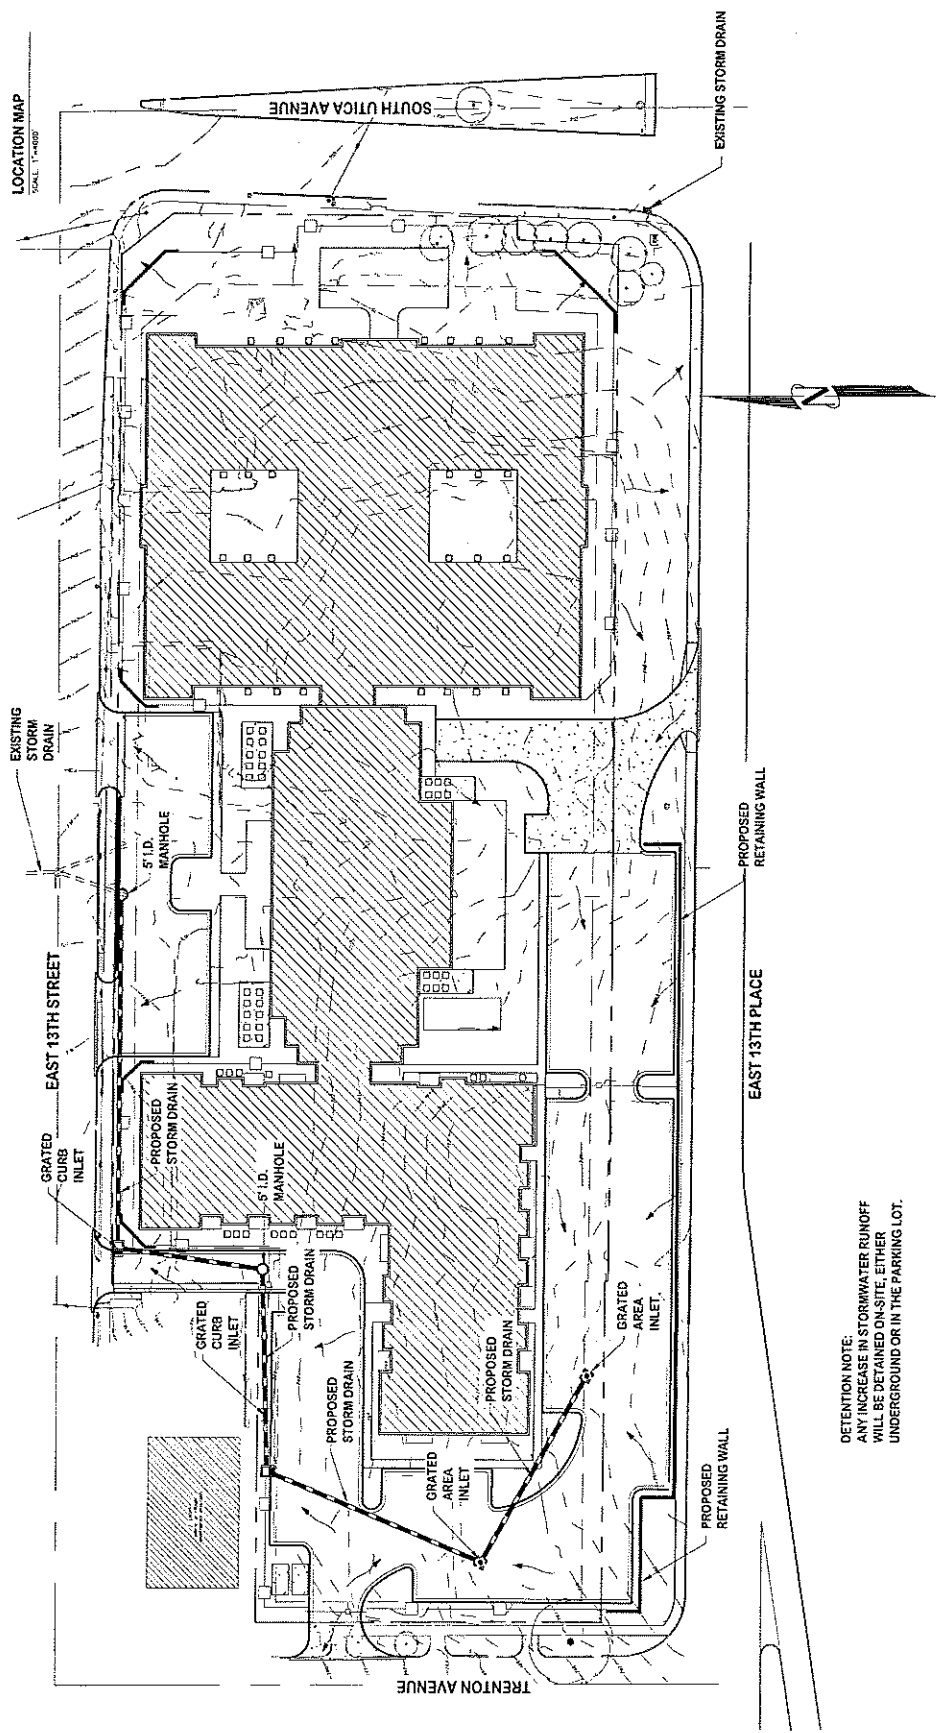 LOCATION MAP
SOUTH UTICA AVENUE
EXISTING STORM DRAIN
N
EXISTING
STORM
DRAIN
5' I.D.
MANHOLE
EAST 13TH STREET
GRATED
CURB
INLET
PROPOSED
STORM DRAIN
5' I.D.
MANHOLE
GRATED
CURB
INLET
PROPOSED
STORM DRAIN
PROPOSED
STORM DRAIN
GRATED
AREA
INLET
PROPOSED
STORM DRAIN
GRATED
AREA
INLET
PROPOSED
RETAINING WALL
PROPOSED
RETAINING WALL
EAST 13TH PLACE
TRENTON AVENUE
DETENTION NOTE:
ANY INCREASE IN STORMWATER RUNOFF
WILL BE DETAINED ON-SITE, EITHER
UNDERGROUND OR IN THE PARKING LOT.